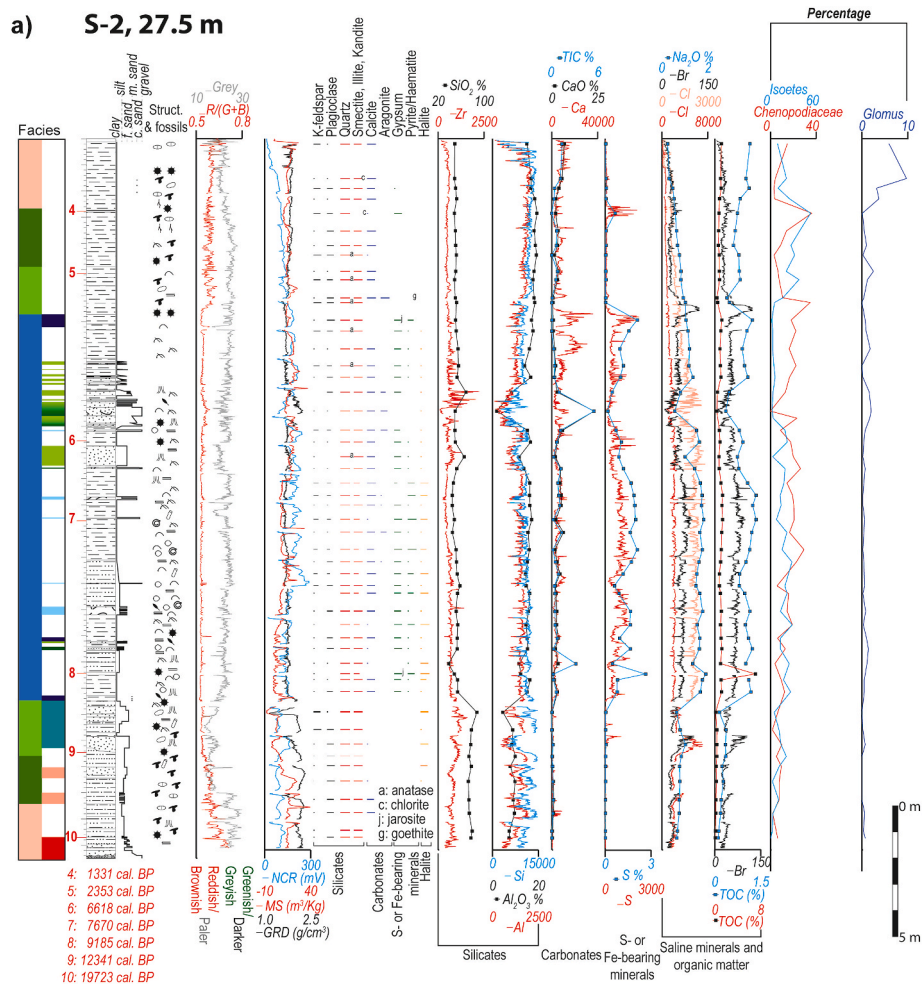 a) S-2, 27.5 m
Percentage
Facies
clay
silt
f. sand
m. sand
c. sand
gravel
Struct.
& fossils
–Grey
10 30
R/(G+B)
0.5 0.8
K-feldspar
Plagioclase
Quartz
Smectite, Illite, Kandite
Calcite
Aragonite
Gypsum
Pyrite/Haematite
Halite
SiO2 %
20 100
–Zr
0 2500
TIC %
0 6
CaO %
0 25
–Ca
0 40000
Na2O %
0 2
–Br
0 150
–Cl
0 3000
–Cl
0 8000
Isoetes
0 60
Chenopodiaceae
0 60
Glomus
0 10
c
4
c
a
5
a
g
a
j
a
a
6
a
7
8
j
9
10
a: anatase
c: chlorite
j: jarosite
g: goethite
0 m
5 m
4: 1331 cal. BP
5: 2353 cal. BP
6: 6618 cal. BP
7: 7670 cal. BP
8: 9185 cal. BP
9: 12341 cal. BP
10: 19723 cal. BP
Brownish
Reddish/
Paler
Greyish
Greenish/
Darker
0 300
–NCR (mV)
-10 40
–MS (m³/Kg)
1.0 2.5
–GRD (g/cm³)
Silicates
Carbonates
S- or Fe-bearing
minerals
Halite
0 15000
–Si
0 20
Al2O3 %
0 2500
–Al
0 3
S %
0 3000
–S
0 150
–Br
0 1.5
TOC (%)
0 8
TOC (%)
Silicates
Carbonates
S- or
Fe-bearing
minerals
Saline minerals and
organic matter